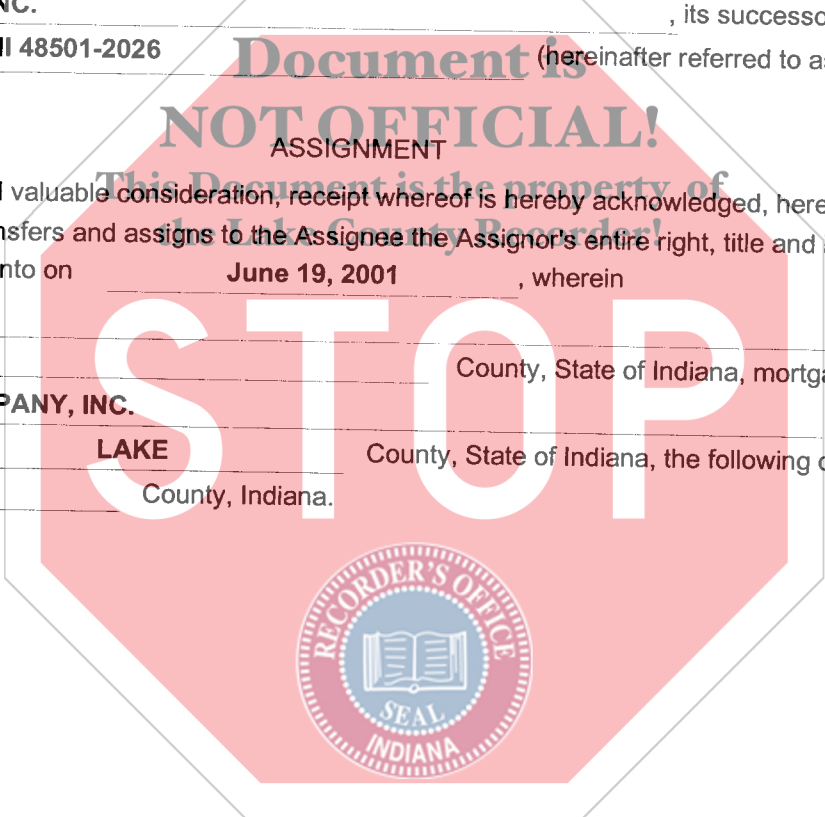 NC.
, its successo
MI 48501-2026
(hereinafter referred to as
Document is
NOT OFFICIAL!
ASSIGNMENT
This Document is the property of
valuable consideration, receipt whereof is hereby acknowledged, here
the Lake County Recorder!
nsfers and assigns to the Assignee the Assignor's entire right, title and
nto on June 19, 2001 , wherein
STOP
County, State of Indiana, mortga
PANY, INC.
LAKE County, State of Indiana, the following
County, Indiana.
RECORDER'S OFFICE
SEAL
INDIANA